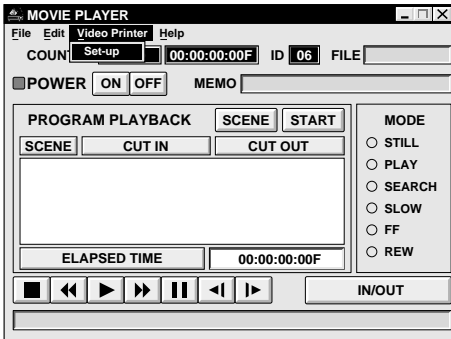 MOVIE PLAYER
File Edit Video Printer Help
Set-up
COUN 00:00:00:00F ID 06 FILE
POWER ON OFF MEMO
PROGRAM PLAYBACK SCENE START
SCENE CUT IN CUT OUT
ELAPSED TIME 00:00:00:00F
MODE
STILL
PLAY
SEARCH
SLOW
FF
REW
IN/OUT